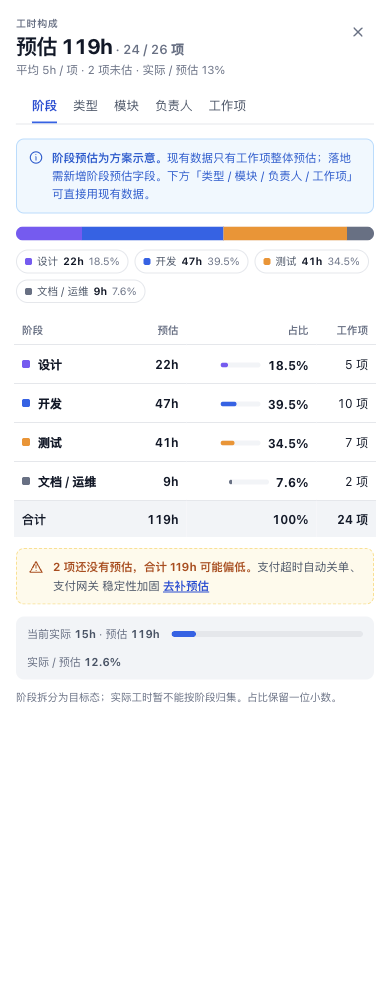 工时构成
预估 119h · 24 / 26 项
平均 5h / 项 · 2 项未估 · 实际 / 预估 13%
阶段 类型 模块 负责人 工作项
阶段预估为方案示意。现有数据只有工作项整体预估；落地
需新增阶段预估字段。下方「类型 / 模块 / 负责人 / 工作项」
可直接用现有数据。
设计 22h 18.5% 开发 47h 39.5% 测试 41h 34.5%
文档 / 运维 9h 7.6%
阶段 预估 占比 工作项
设计 22h 18.5% 5 项
开发 47h 39.5% 10 项
测试 41h 34.5% 7 项
文档 / 运维 9h 7.6% 2 项
合计 119h 100% 24 项
2 项还没有预估，合计 119h 可能偏低。支付超时自动关单、
支付网关 稳定性加固 去补预估
当前实际 15h · 预估 119h
实际 / 预估 12.6%
阶段拆分为目标态；实际工时暂不能按阶段归集。占比保留一位小数。